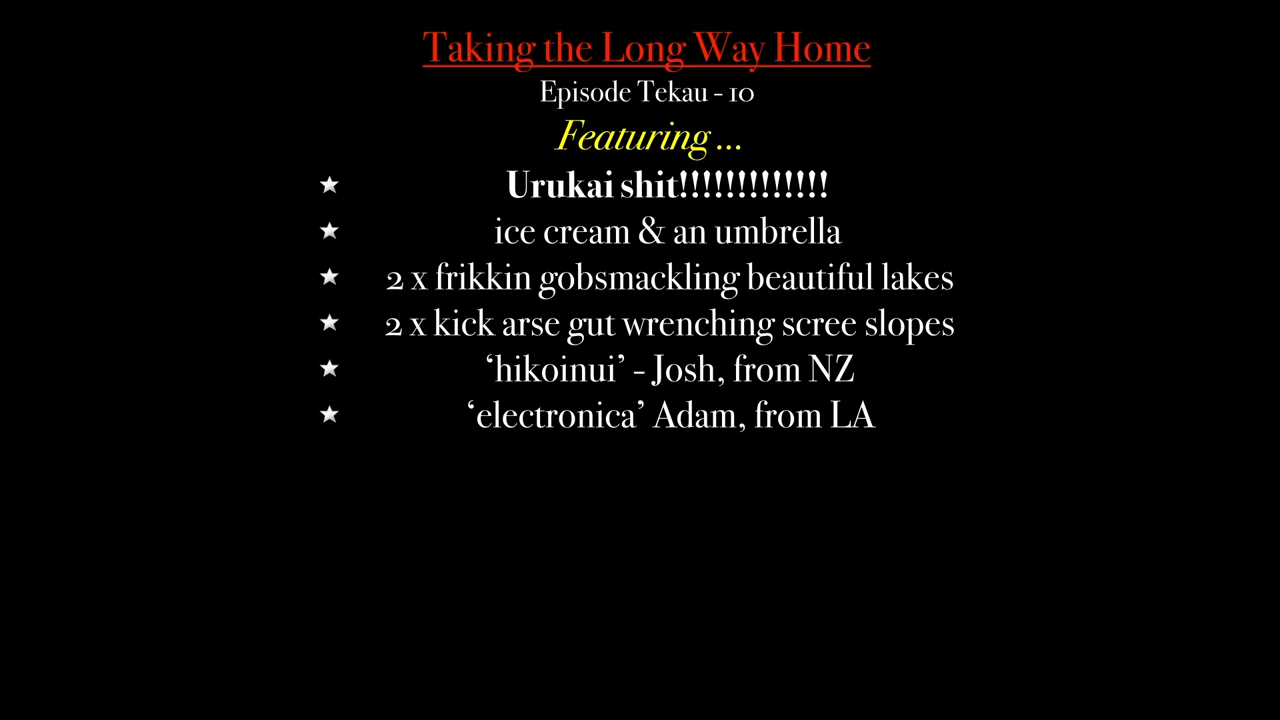 Taking the Long Way Home
Episode Tekau - 10
Featuring ...
Urukai shit!!!!!!!!!!!!!
ice cream & an umbrella
2 x frikkin gobsmackling beautiful lakes
2 x kick arse gut wrenching scree slopes
‘hikoinui’ - Josh, from NZ
‘electronica’ Adam, from LA